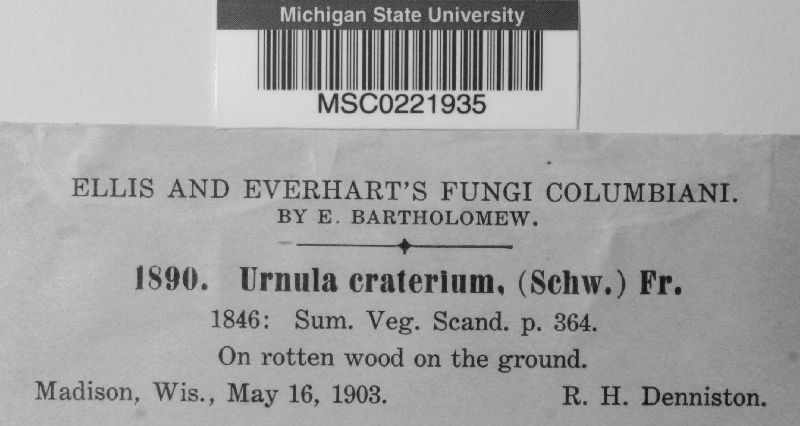 Michigan State University
MSC0221935
ELLIS AND EVERHART'S FUNGI COLUMBIANI.
BY E. BARTHOLOMEW.
1890. Urnula craterium, (Schw.) Fr.
1846: Sum. Veg. Scand. p. 364.
On rotten wood on the ground.
Madison, Wis., May 16, 1903. R. H. Denniston.